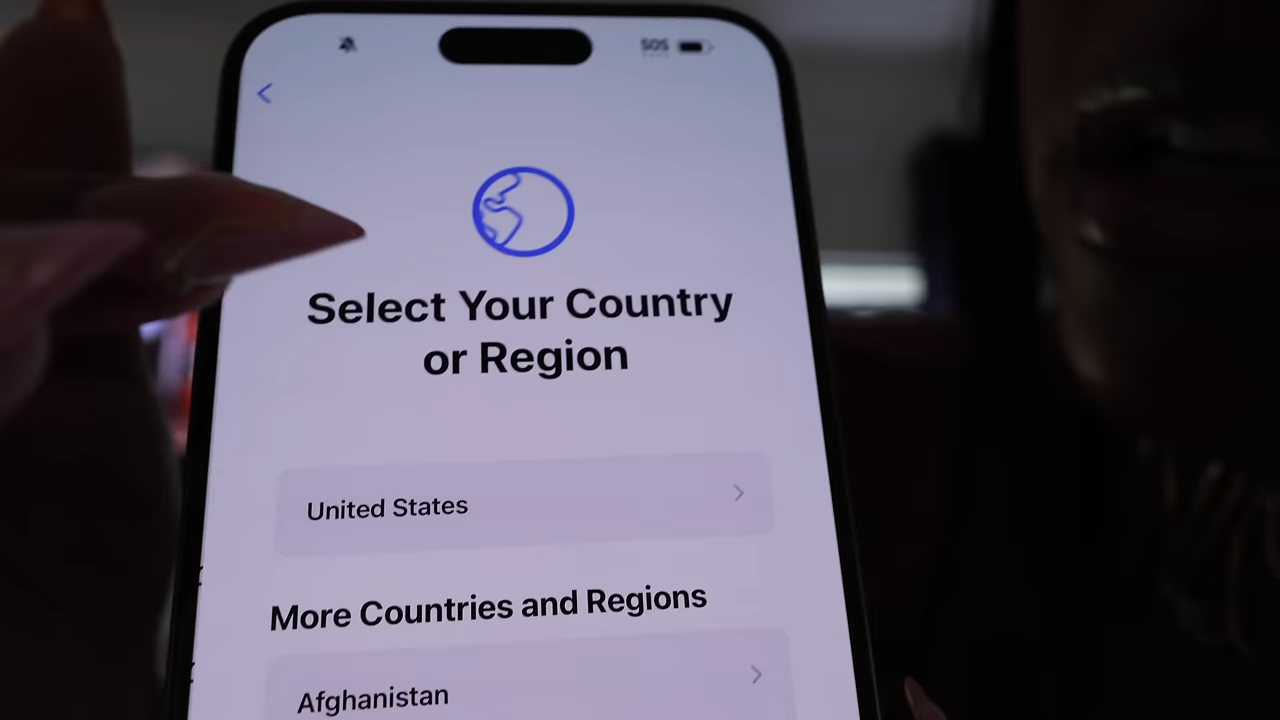 SOS
Select Your Country
or Region
United States
More Countries and Regions
Afghanistan